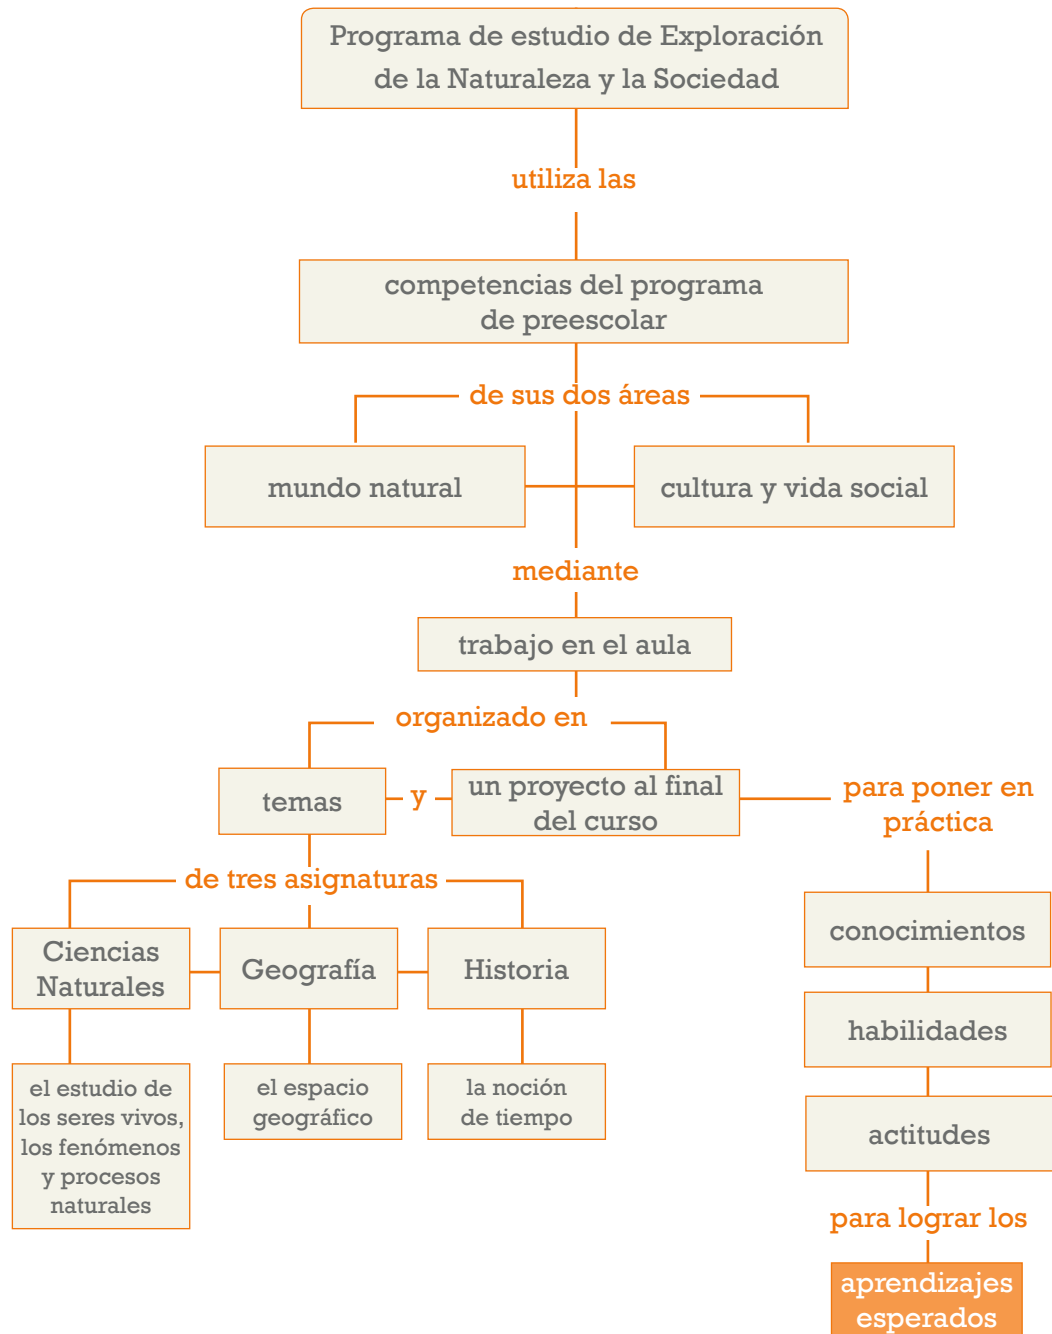 Programa de estudio de Exploración
de la Naturaleza y la Sociedad
utiliza las
competencias del programa
de preescolar
de sus dos áreas
mundo natural
cultura y vida social
mediante
trabajo en el aula
organizado en
temas
y
un proyecto al final
del curso
para poner en
práctica
de tres asignaturas
Ciencias
Naturales
Geografía
Historia
el estudio de
los seres vivos,
los fenómenos
y procesos
naturales
el espacio
geográfico
la noción
de tiempo
conocimientos
habilidades
actitudes
para lograr los
aprendizajes
esperados